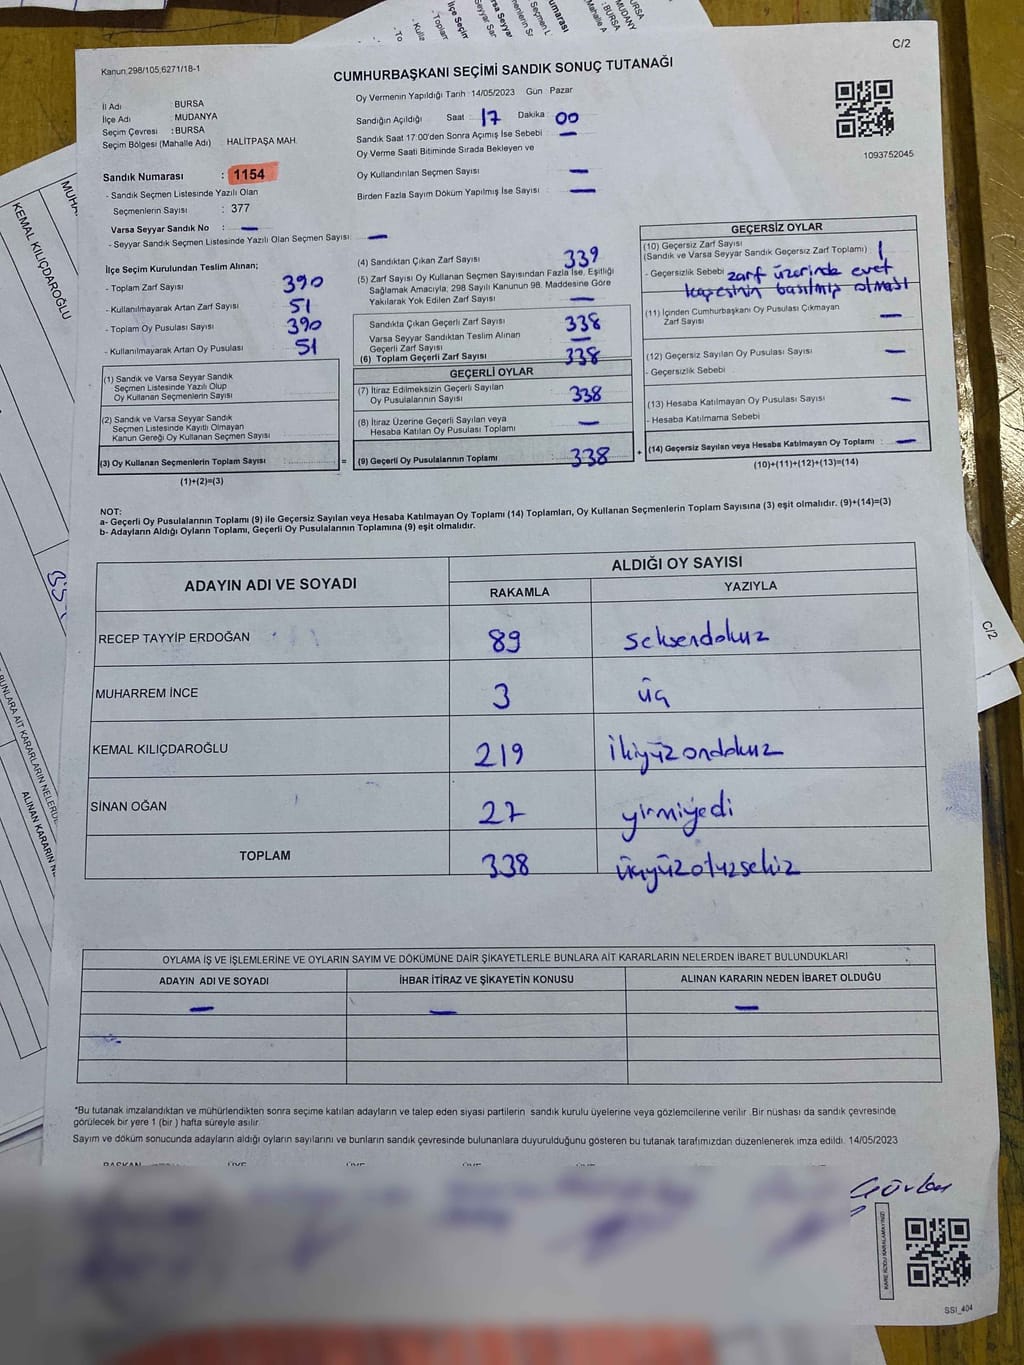 C/2
Kanun 298/105,6271/18-1
CUMHURBAŞKANI SEÇİMİ SANDIK SONUÇ TUTANAĞI
İl Adı : BURSA
İlçe Adı : MUDANYA
Seçim Çevresi : BURSA
Seçim Bölgesi (Mahalle Adı) HALİTPAŞA MAH.
Sandık Numarası : 1154
- Sandık Seçmen Listesinde Yazılı Olan
Seçmenlerin Sayısı : 377
Varsa Seyyar Sandık No : —
- Seyyar Sandık Seçmen Listesinde Yazılı Olan Seçmen Sayısı: —
Oy Vermenin Yapıldığı Tarih :14/05/2023 Gün Pazar
Sandığın Açıldığı Saat 17 Dakika 00
Sandık Saat 17:00'den Sonra Açımış İse Sebebi —
Oy Verme Saati Bitiminde Sırada Bekleyen ve
Oy Kullandırılan Seçmen Sayısı —
Birden Fazla Sayım Döküm Yapılmış İse Sayısı : —
1093752045
İlçe Seçim Kurulundan Teslim Alınan;
- Toplam Zarf Sayısı : 390
- Kullanılmayarak Artan Zarf Sayısı : 51
- Toplam Oy Pusulası Sayısı : 390
- Kullanılmayarak Artan Oy Pusulası : 51
(1) Sandık ve Varsa Seyyar Sandık
Seçmen Listesinde Yazılı Olup
Oy Kullanan Seçmenlerin Sayısı
(2) Sandık ve Varsa Seyyar Sandık
Seçmen Listesinde Kayıtlı Olmayan
Kanun Gereği Oy Kullanan Seçmen Sayısı
(3) Oy Kullanan Seçmenlerin Toplam Sayısı : =
(1)+(2)=(3)
(4) Sandıktan Çıkan Zarf Sayısı 339
(5) Zarf Sayısı Oy Kullanan Seçmen Sayısından Fazla İse, Eşitliği
Sağlamak Amacıyla; 298 Sayılı Kanunun 98. Maddesine Göre
Yakılarak Yok Edilen Zarf Sayısı —
Sandıkta Çıkan Geçerli Zarf Sayısı : 338
Varsa Seyyar Sandıktan Teslim Alınan
Geçerli Zarf Sayısı —
(6) Toplam Geçerli Zarf Sayısı : 338
GEÇERLİ OYLAR
(7) İtiraz Edilmeksizin Geçerli Sayılan
Oy Pusulalarının Sayısı : 338
(8) İtiraz Üzerine Geçerli Sayılan veya
Hesaba Katılan Oy Pusulası Toplamı : —
(9) Geçerli Oy Pusulalarının Toplamı 338 +
GEÇERSİZ OYLAR
(10) Geçersiz Zarf Sayısı
(Sandık ve Varsa Seyyar Sandık Geçersiz Zarf Toplamı) 1
- Geçersizlik Sebebi zarf üzerinde evet
kaşesinin basılmış olması
(11) İçinden Cumhurbaşkanı Oy Pusulası Çıkmayan
Zarf Sayısı —
(12) Geçersiz Sayılan Oy Pusulası Sayısı —
- Geçersizlik Sebebi
(13) Hesaba Katılmayan Oy Pusulası Sayısı —
- Hesaba Katılmama Sebebi
(14) Geçersiz Sayılan veya Hesaba Katılmayan Oy Toplamı : —
(10)+(11)+(12)+(13)=(14)
NOT:
a- Geçerli Oy Pusulalarının Toplamı (9) ile Geçersiz Sayılan veya Hesaba Katılmayan Oy Toplamı (14) Toplamları, Oy Kullanan Seçmenlerin Toplam Sayısına (3) eşit olmalıdır. (9)+(14)=(3)
b- Adayların Aldığı Oyların Toplamı, Geçerli Oy Pusulalarının Toplamına (9) eşit olmalıdır.
ADAYIN ADI VE SOYADI
ALDIĞI OY SAYISI
RAKAMLA YAZIYLA
RECEP TAYYİP ERDOĞAN 89 seksendokuz
MUHARREM İNCE 3 üç
KEMAL KILIÇDAROĞLU 219 ikiyüzondokuz
SİNAN OĞAN 27 yirmiyedi
TOPLAM 338 üçyüzotuzsekiz
OYLAMA İŞ VE İŞLEMLERİNE VE OYLARIN SAYIM VE DÖKÜMÜNE DAİR ŞİKAYETLERLE BUNLARA AİT KARARLARIN NELERDEN İBARET BULUNDUKLARI
ADAYIN ADI VE SOYADI İHBAR İTİRAZ VE ŞİKAYETİN KONUSU ALINAN KARARIN NEDEN İBARET OLDUĞU
— — —
*Bu tutanak imzalandıktan ve mühürlendikten sonra seçime katılan adayların ve talep eden siyasi partilerin sandık kurulu üyelerine veya gözlemcilerine verilir .Bir nüshası da sandık çevresinde
görülecek bir yere 1 (bir ) hafta süreyle asılır.
Sayım ve döküm sonucunda adayların aldığı oyların sayılarını ve bunların sandık çevresinde bulunanlara duyurulduğunu gösteren bu tutanak tarafımızdan düzenlenerek imza edildi. 14/05/2023
BAŞKAN ÜYE ÜYE ÜYE ÜYE
SSI_404
KEMAL KILIÇDAROĞLU
C/2